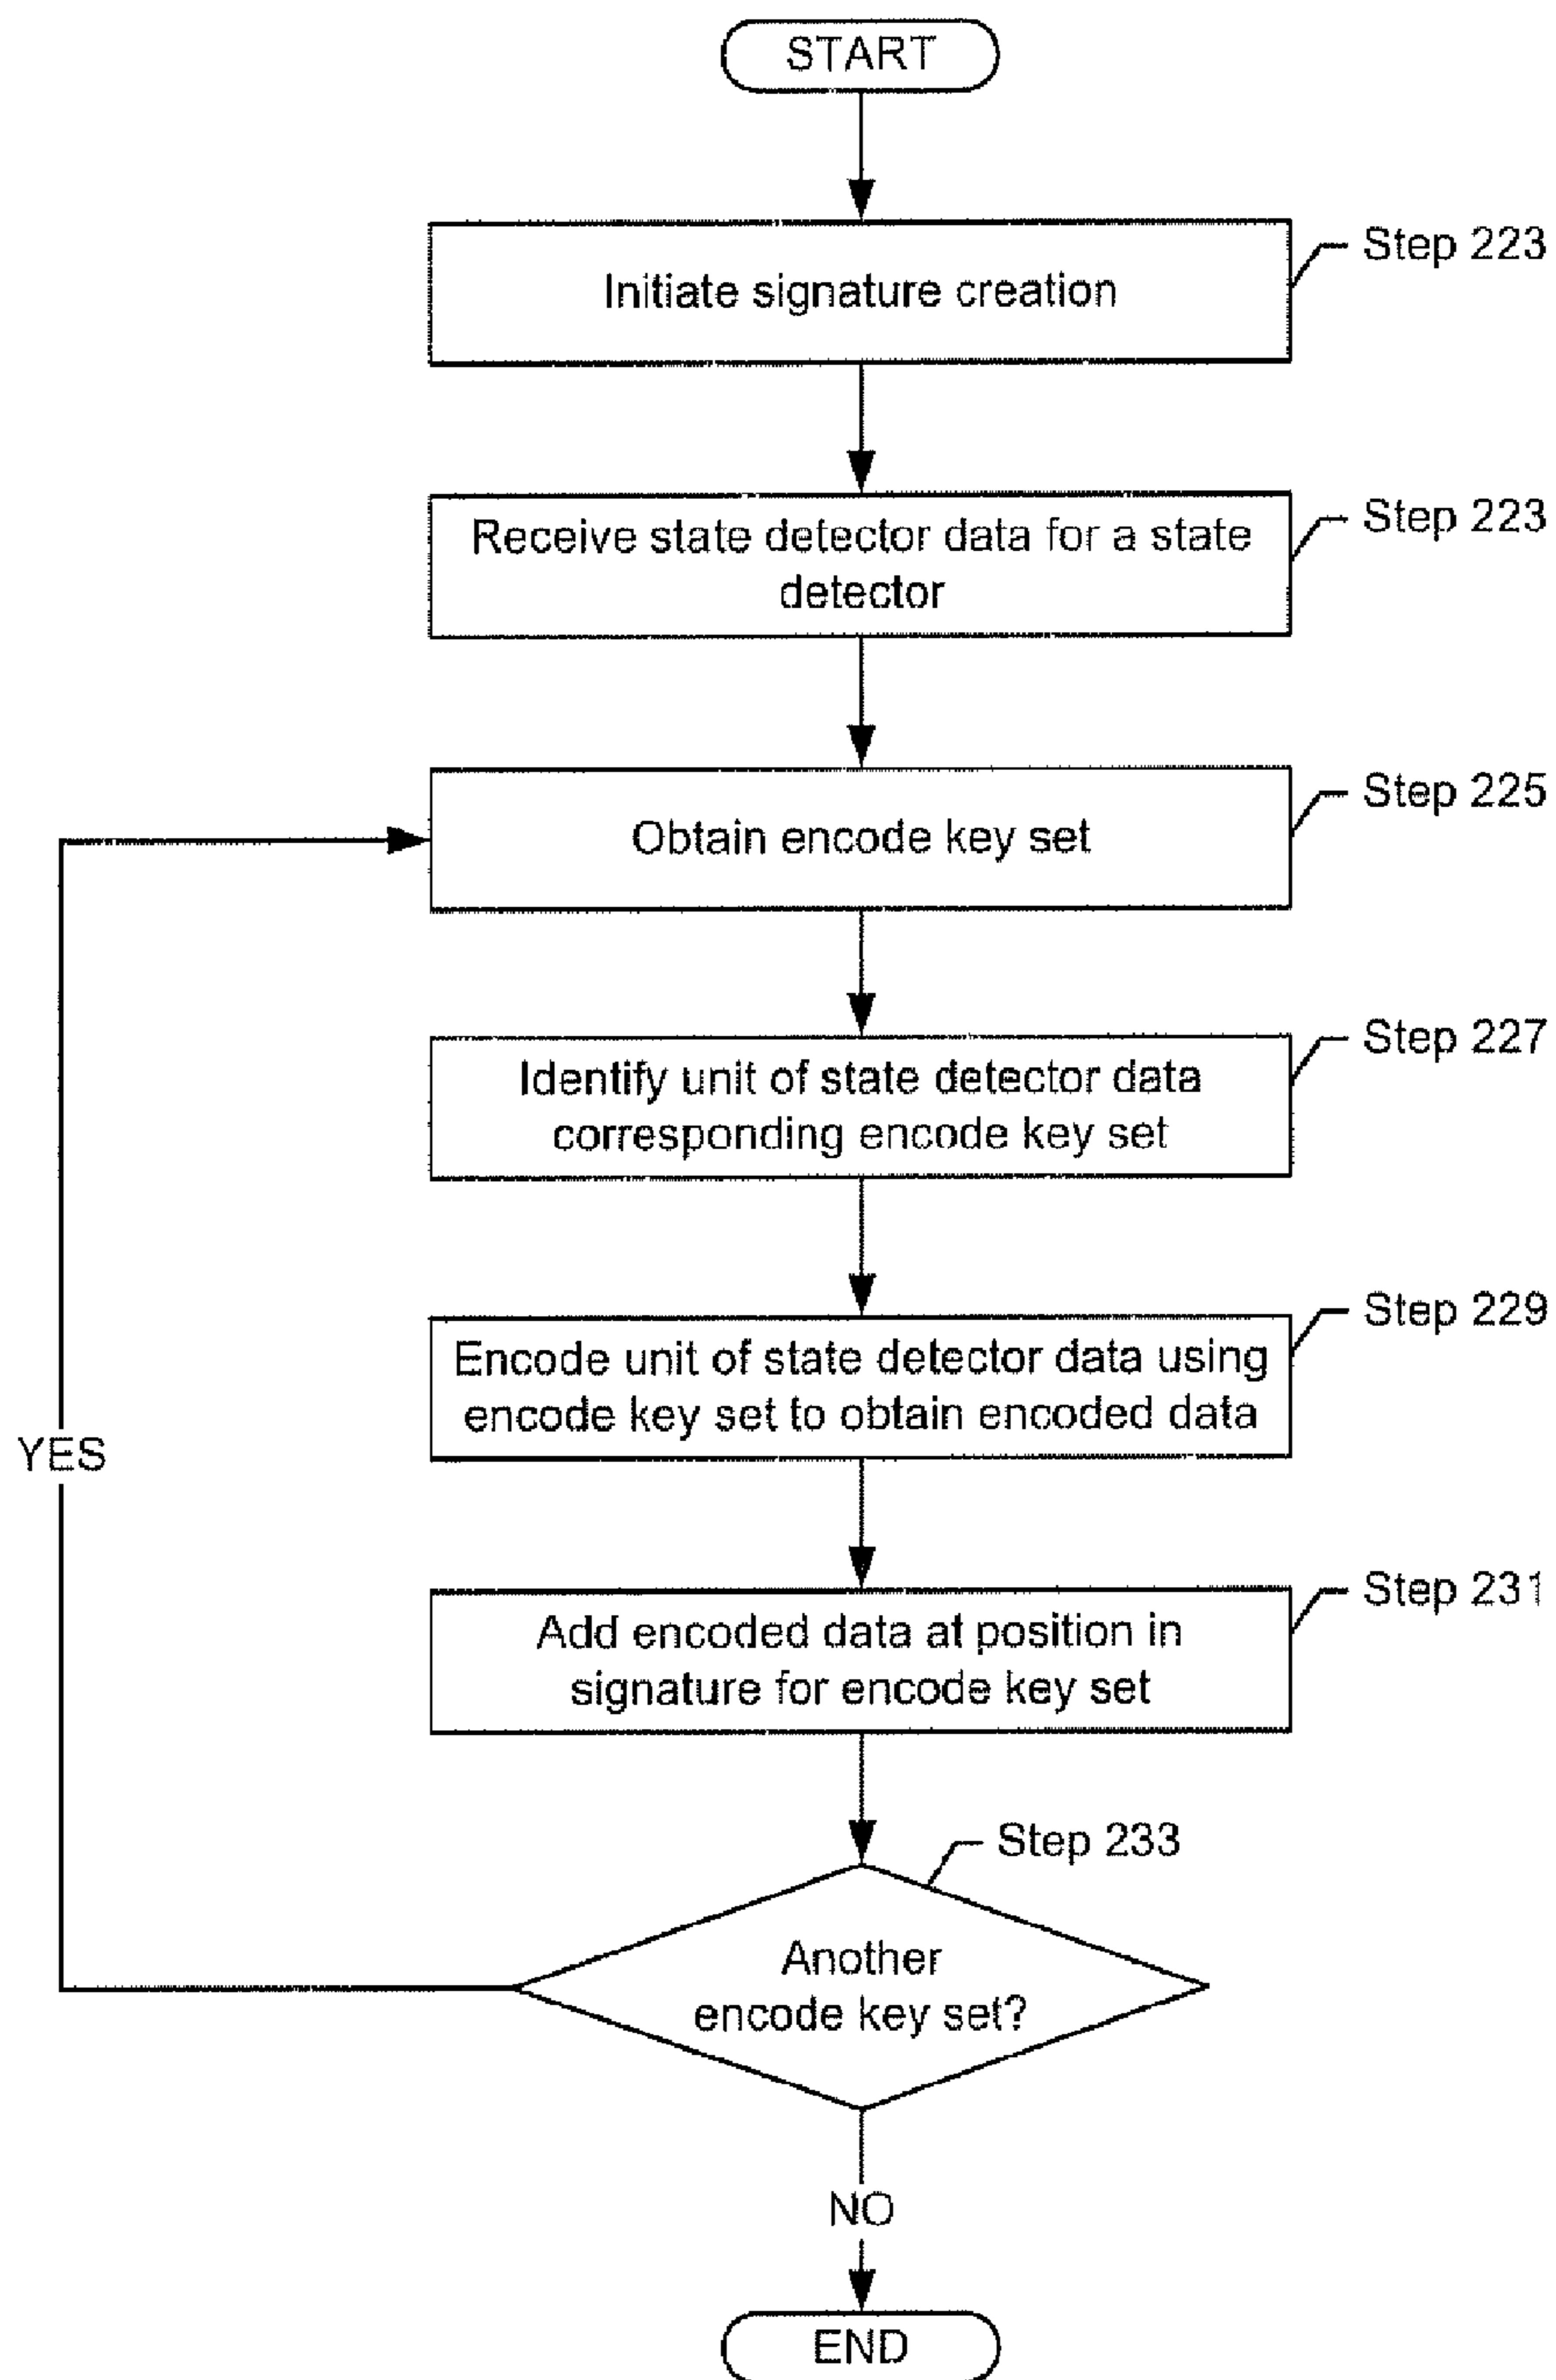 START
Initiate signature creation
Step 223
Receive state detector data for a state
detector
Step 223
Obtain encode key set
Step 225
Identify unit of state detector data
corresponding encode key set
Step 227
Encode unit of state detector data using
encode key set to obtain encoded data
Step 229
YES
Add encoded data at position in
signature for encode key set
Step 231
Step 233
Another
encode key set?
NO
END